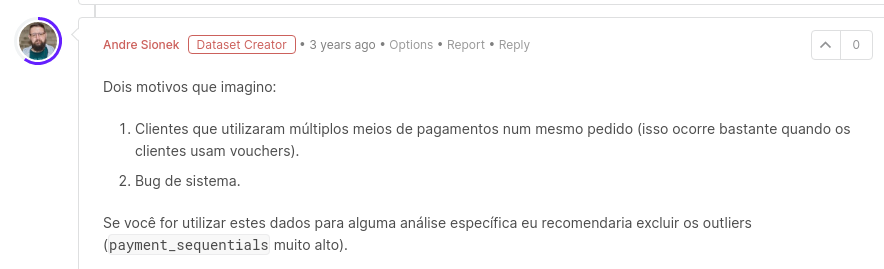 Andre Sionek Dataset Creator • 3 years ago • Options • Report • Reply 0
Dois motivos que imagino:
1. Clientes que utilizaram múltiplos meios de pagamentos num mesmo pedido (isso ocorre bastante quando os
clientes usam vouchers).
2. Bug de sistema.
Se você for utilizar estes dados para alguma análise específica eu recomendaria excluir os outliers
(payment_sequentials muito alto).